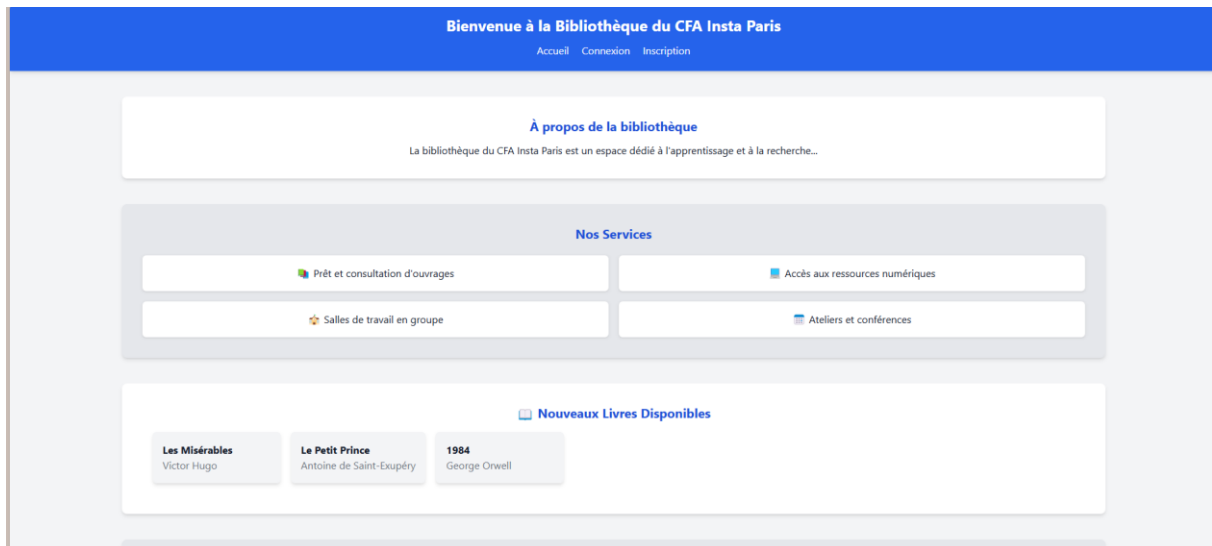 Bienvenue à la Bibliothèque du CFA Insta Paris
Accueil Connexion Inscription
À propos de la bibliothèque
La bibliothèque du CFA Insta Paris est un espace dédié à l'apprentissage et à la recherche...
Nos Services
Prêt et consultation d'ouvrages
Accès aux ressources numériques
Salles de travail en groupe
Ateliers et conférences
Nouveaux Livres Disponibles
Les Misérables
Victor Hugo
Le Petit Prince
Antoine de Saint-Exupéry
1984
George Orwell